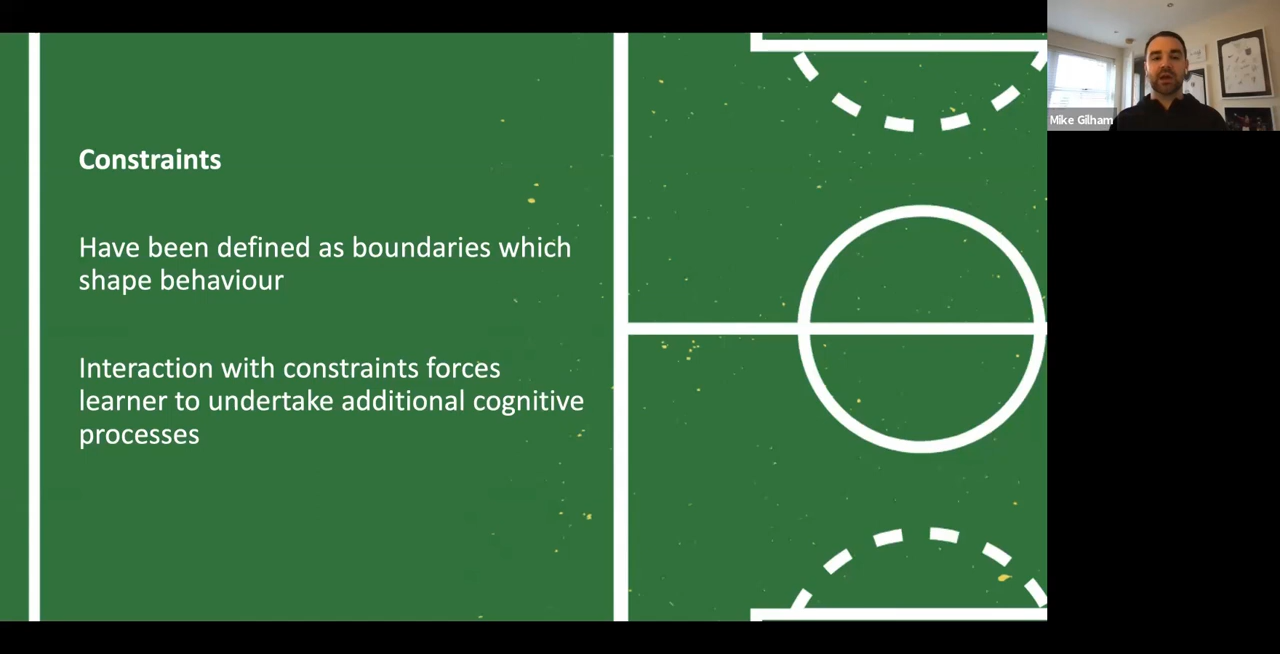 Constraints
Have been defined as boundaries which
shape behaviour
Interaction with constraints forces
learner to undertake additional cognitive
processes
Mike Gilham